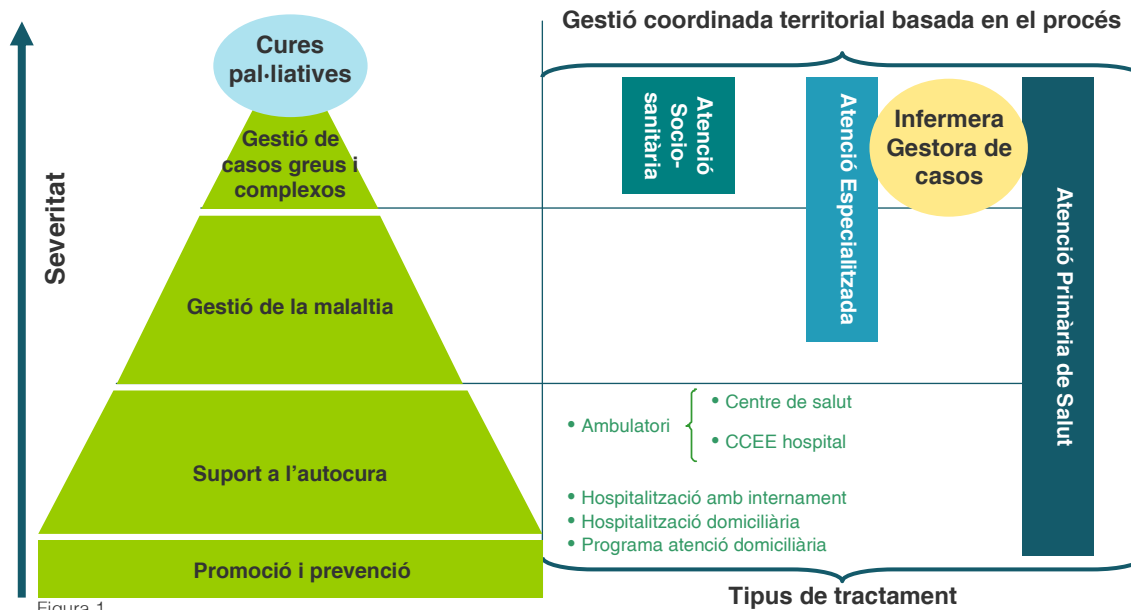 Gestió coordinada territorial basada en el procés
Severitat
Cures
pal·liatives
Gestió de
casos greus i
complexos
Gestió de la malaltia
Suport a l’autocura
Promoció i prevenció
Figura 1
Atenció
Socio-
sanitària
Atenció Especialitzada
Infermera
Gestora de
casos
Atenció Primària de Salut
• Ambulatori
• Centre de salut
• CCEE hospital
• Hospitalització amb internament
• Hospitalització domiciliària
• Programa atenció domiciliària
Tipus de tractament